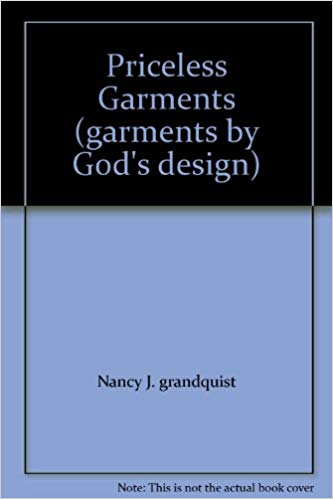 Priceless
Garments
(garments by
God's design)
Nancy J. grandquist
Note: This is not the actual book cover